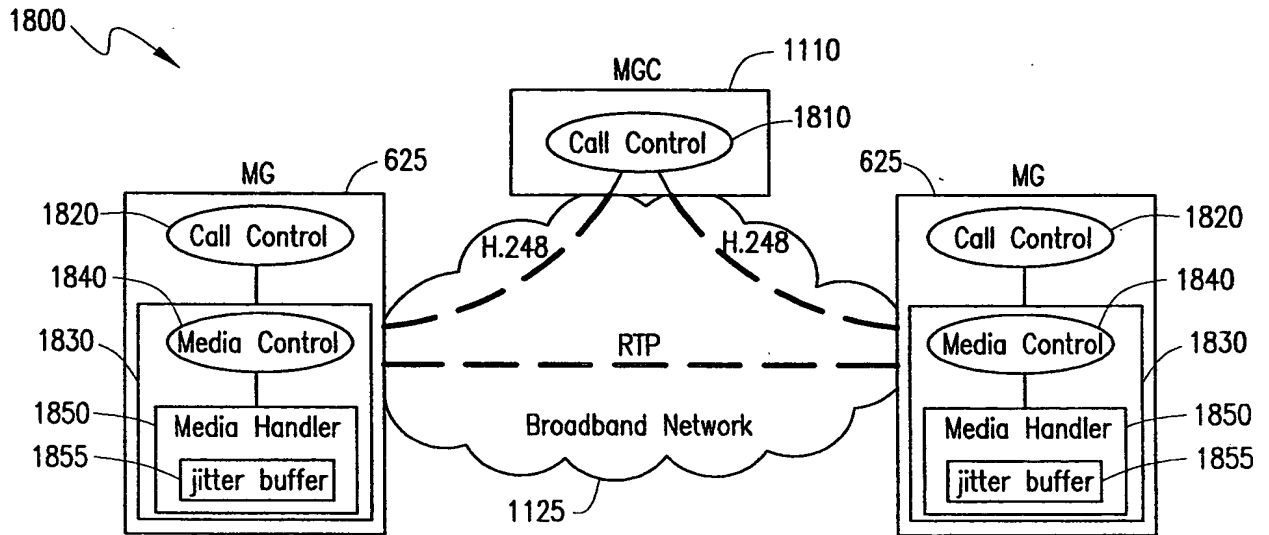 1800
1110
MGC
Call Control
1810
625
MG
1820
Call Control
1840
Media Control
1830
1850
Media Handler
1855
jitter buffer
H.248
H.248
RTP
Broadband Network
1125
625
MG
1820
Call Control
1840
Media Control
1830
1850
Media Handler
1855
jitter buffer